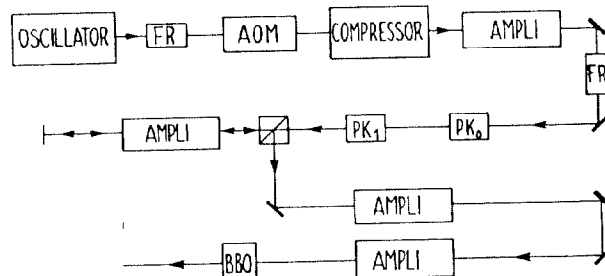 OSCILLATOR FR AOM COMPRESSOR AMPLI
FR
AMPLI PK₁ PK₀
AMPLI
BBO AMPLI